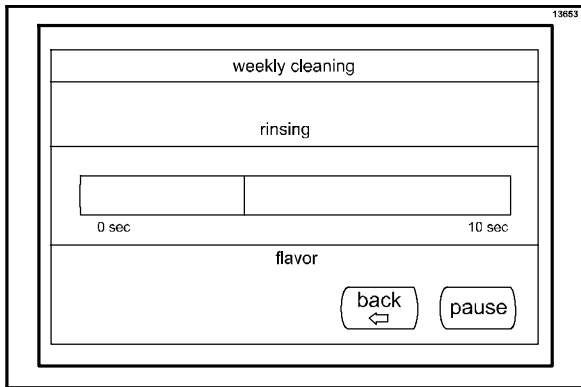 13653
weekly cleaning
rinsing
0 sec 10 sec
flavor
back pause